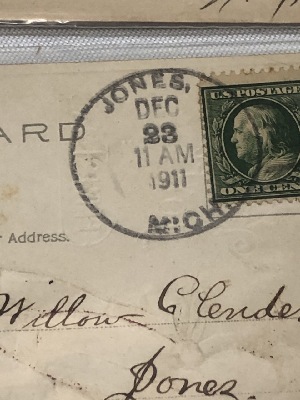 JONES,
DEC
23
11 AM
1911
MICH
U.S. POSTAGE
ONE CENT
ARD
Address.
Willow Clende
Jones